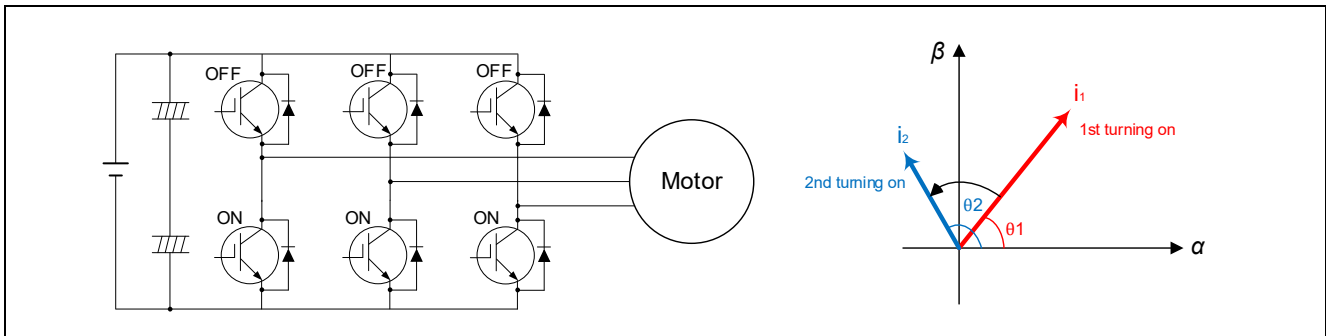 OFF OFF OFF
ON ON ON
Motor
β
i₁
1st turning on
i₂
2nd turning on
θ2
θ1
α